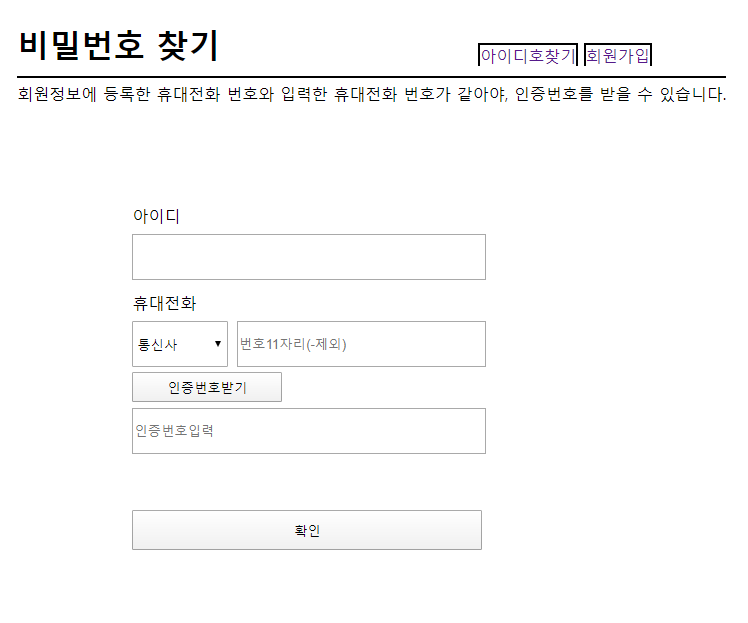 비밀번호 찾기
아이디호찾기 회원가입
회원정보에 등록한 휴대전화 번호와 입력한 휴대전화 번호가 같아야, 인증번호를 받을 수 있습니다.
아이디
휴대전화
통신사 번호11자리(-제외)
인증번호받기
인증번호입력
확인